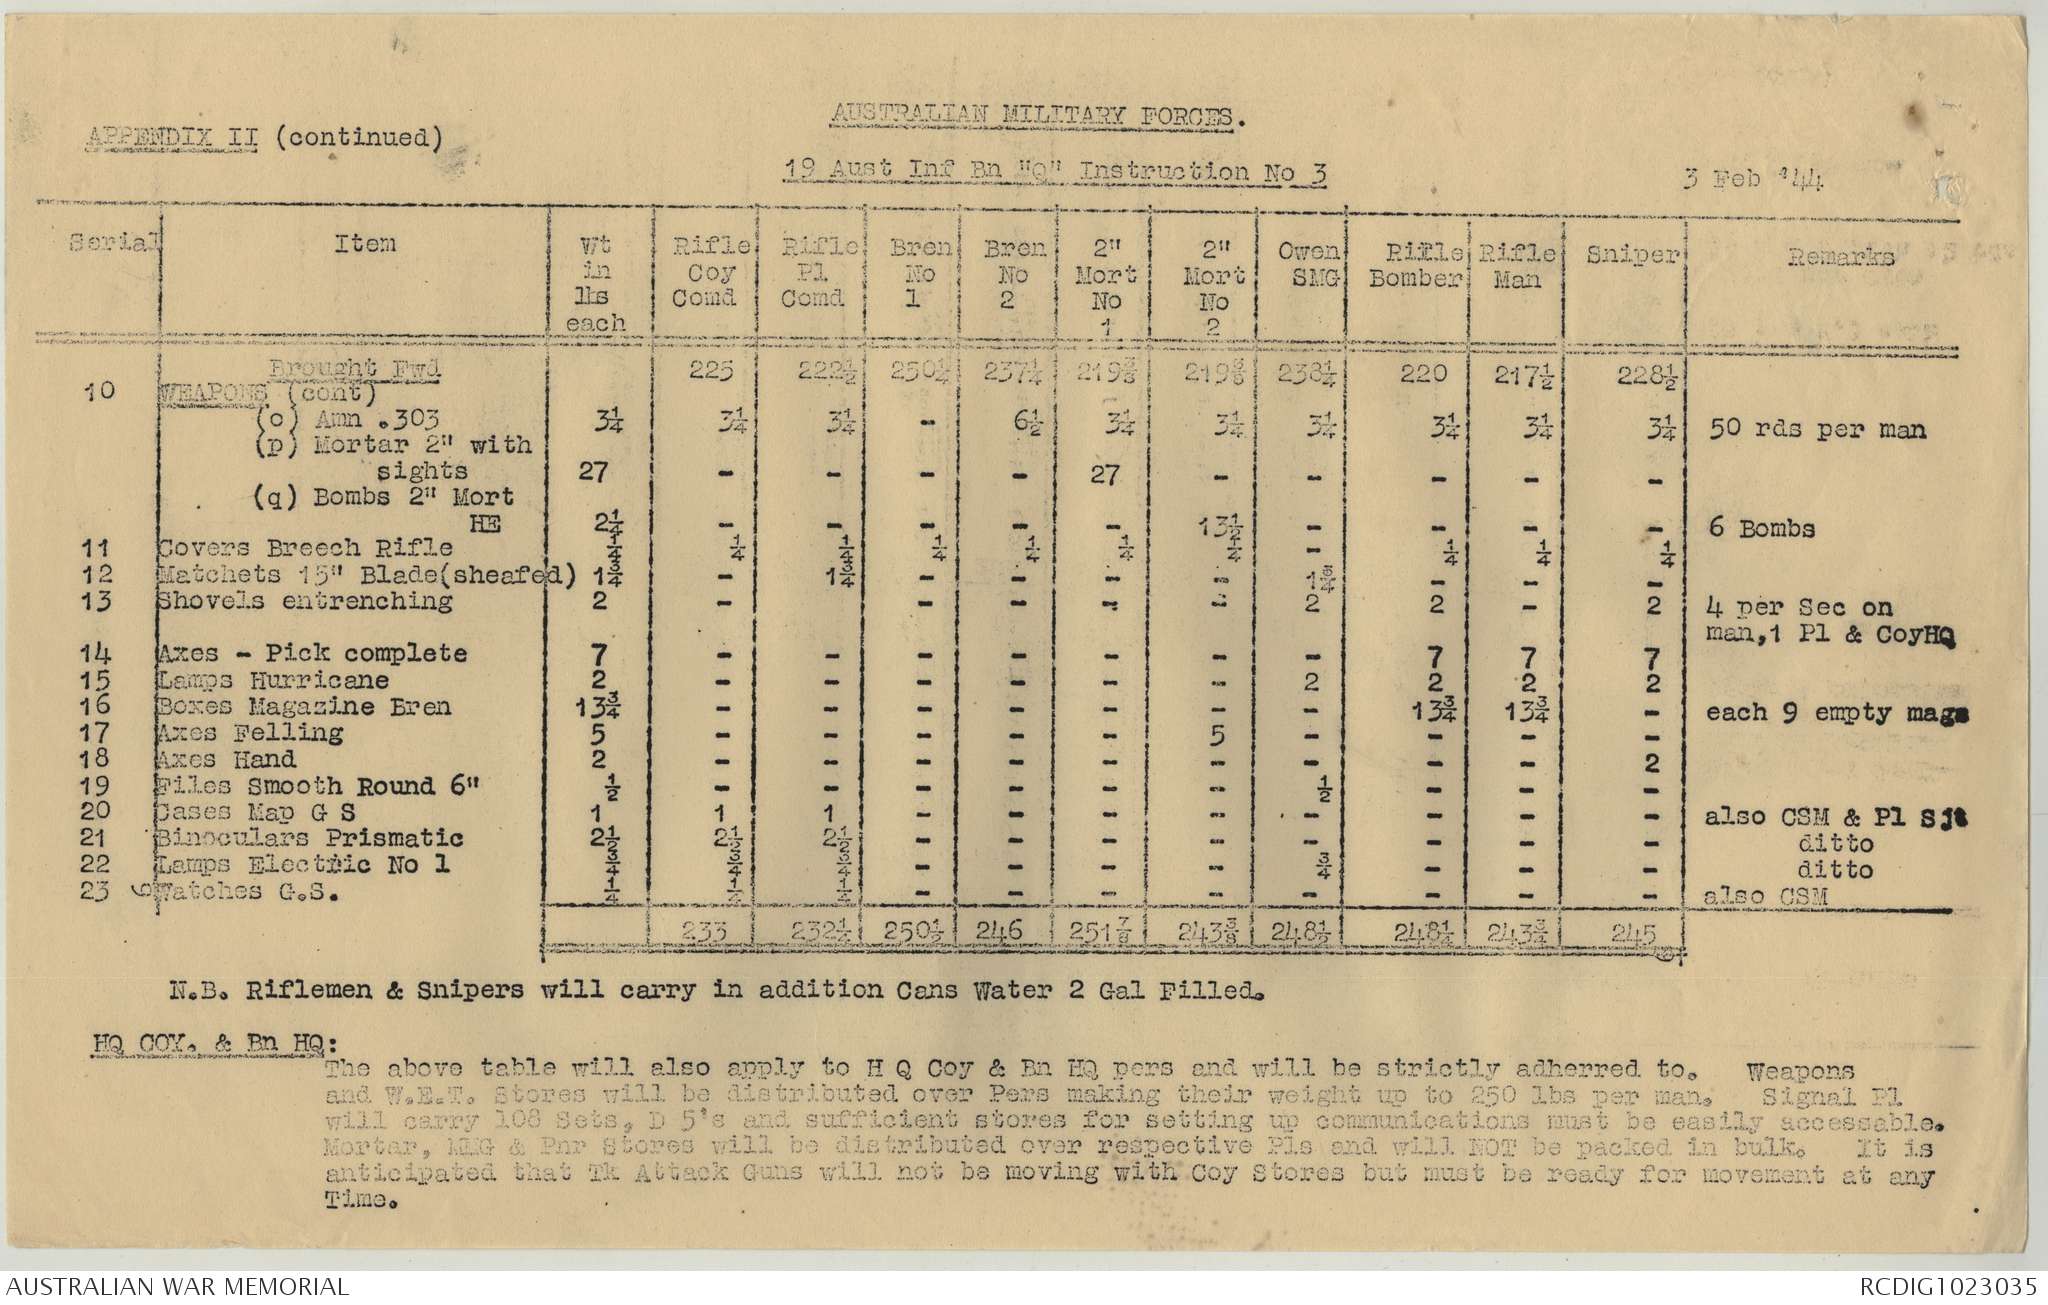 AUSTRALIAN MILITARY FORCES.
APPENDIX II (continued)
19 Aust Inf Bn "Q" Instruction No 3
3 Feb '44
Serial | Item | Wt in lbs each | Rifle Coy Comd | Rifle Pl Comd | Bren No 1 | Bren No 2 | 2" Mort No 1 | 2" Mort No 2 | Owen SMG | Rifle Bomber | Rifle Man | Sniper | Remarks
Brought Fwd | 225 | 222½ | 250¼ | 237¼ | 219⅜ | 219⅝ | 238¼ | 220 | 217½ | 228½
10 WEAPONS (cont)
(o) Amn .303 | 3¼ | 3¼ | 3¼ | - | 6½ | 3¼ | 3¼ | 3¼ | 3¼ | 3¼ | 3¼ | 50 rds per man
(p) Mortar 2" with
sights | 27 | - | - | - | - | 27 | - | - | - | - | -
(q) Bombs 2" Mort
HE | 2¼ | - | - | - | - | - | 13½ | - | - | - | - | 6 Bombs
11 Covers Breech Rifle | ¼ | ¼ | ¼ | ¼ | ¼ | ¼ | ¼ | - | ¼ | ¼ | ¼
12 Matchets 15" Blade(sheafed) | 1¾ | - | 1¾ | - | - | - | - | 1¾ | - | - | -
13 Shovels entrenching | 2 | - | - | - | - | - | - | 2 | 2 | - | 2 | 4 per Sec on
man,1 Pl & CoyHQ
14 Axes - Pick complete | 7 | - | - | - | - | - | - | - | 7 | 7 | 7
15 Lamps Hurricane | 2 | - | - | - | - | - | - | 2 | 2 | 2 | 2
16 Boxes Magazine Bren | 13¾ | - | - | - | - | - | - | - | 13¾ | 13¾ | - | each 9 empty mags
17 Axes Felling | 5 | - | - | - | - | - | 5 | - | - | - | -
18 Axes Hand | 2 | - | - | - | - | - | - | - | - | - | 2
19 Files Smooth Round 6" | ½ | - | - | - | - | - | - | ½ | - | - | -
20 Cases Map G S | 1 | 1 | 1 | - | - | - | - | - | - | - | - | also CSM & Pl Sjt
21 Binoculars Prismatic | 2½ | 2½ | 2½ | - | - | - | - | - | - | - | - | ditto
22 Lamps Electric No 1 | ¾ | ¾ | ¾ | - | - | - | - | ¾ | - | - | - | ditto
23 Watches G.S. | ¼ | ¼ | ¼ | - | - | - | - | - | - | - | - | also CSM
233 | 232½ | 250½ | 246 | 251⅞ | 243⅜ | 248½ | 248½ | 243¾ | 245
N.B. Riflemen & Snipers will carry in addition Cans Water 2 Gal Filled.
HQ COY. & Bn HQ:
The above table will also apply to H Q Coy & Bn HQ pers and will be strictly adherred to. Weapons
and W.E.T. Stores will be distributed over Pers making their weight up to 250 lbs per man. Signal Pl
will carry 108 Sets, D 5's and sufficient stores for setting up communications must be easily accessable.
Mortar, MMG & Pnr Stores will be distributed over respective Pls and will NOT be packed in bulk. It is
anticipated that Tk Attack Guns will not be moving with Coy Stores but must be ready for movement at any
Time.
AUSTRALIAN WAR MEMORIAL
RCDIG1023035